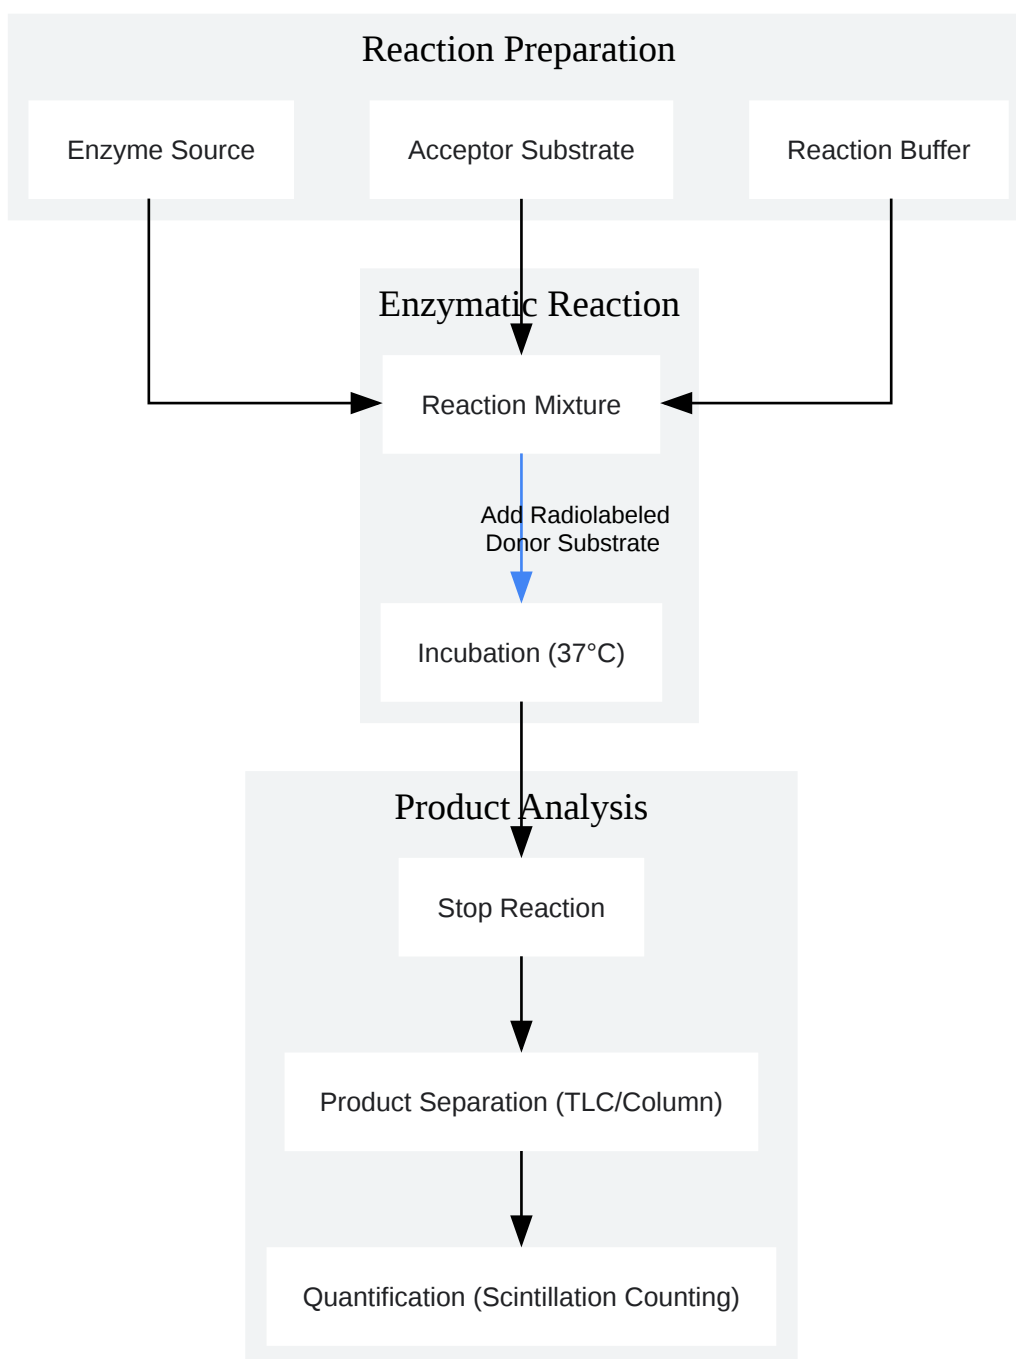 Reaction Preparation
Enzyme Source
Acceptor Substrate
Reaction Buffer
Enzymatic Reaction
Reaction Mixture
Add Radiolabeled
Donor Substrate
Incubation (37°C)
Product Analysis
Stop Reaction
Product Separation (TLC/Column)
Quantification (Scintillation Counting)